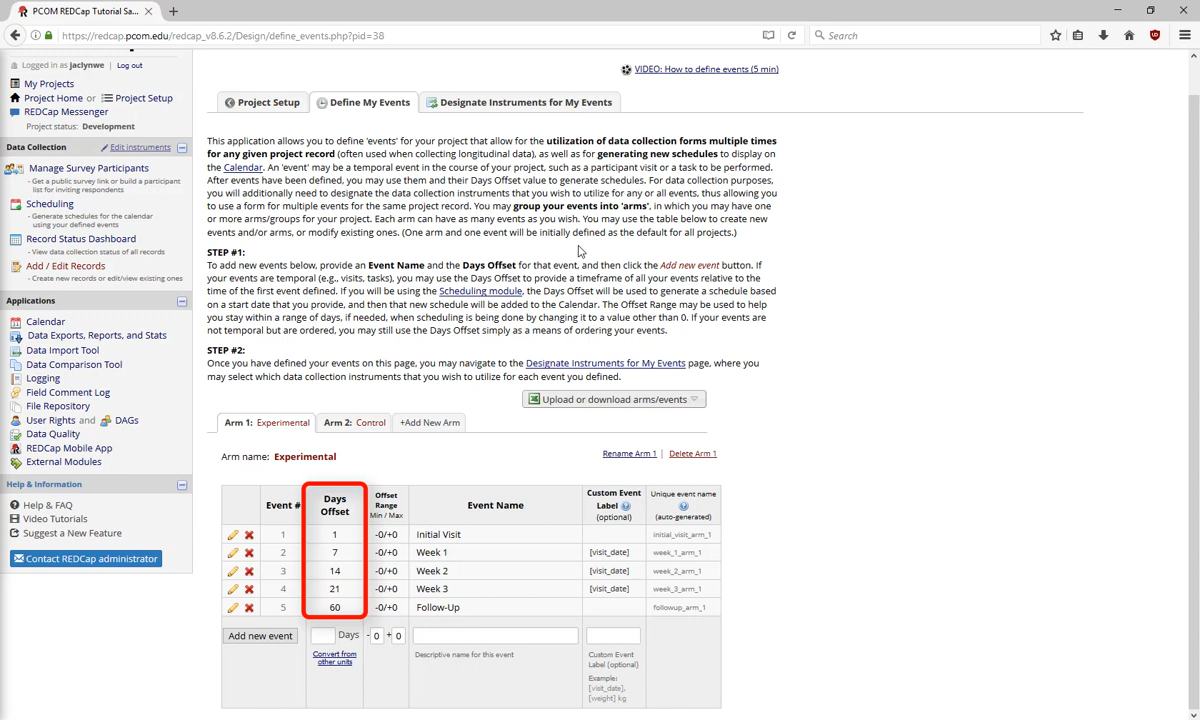 PCOM REDCap Tutorial Sa...
https://redcap.pcom.edu/redcap_v8.6.2/Design/define_events.php?pid=38
Search
Logged in as jaclynwe | Log out
My Projects
Project Home or Project Setup
REDCap Messenger
Project status: Development
Data Collection Edit instruments
Manage Survey Participants
- Get a public survey link or build a participant list for inviting respondents
Scheduling
- Generate schedules for the calendar using your defined events
Record Status Dashboard
- View data collection status of all records
Add / Edit Records
- Create new records or edit/view existing ones
Applications
Calendar
Data Exports, Reports, and Stats
Data Import Tool
Data Comparison Tool
Logging
Field Comment Log
File Repository
User Rights and DAGs
Data Quality
REDCap Mobile App
External Modules
Help & Information
Help & FAQ
Video Tutorials
Suggest a New Feature
Contact REDCap administrator
VIDEO: How to define events (5 min)
Project Setup Define My Events Designate Instruments for My Events
This application allows you to define 'events' for your project that allow for the utilization of data collection forms multiple times
for any given project record (often used when collecting longitudinal data), as well as for generating new schedules to display on
the Calendar. An 'event' may be a temporal event in the course of your project, such as a participant visit or a task to be performed.
After events have been defined, you may use them and their Days Offset value to generate schedules. For data collection purposes,
you will additionally need to designate the data collection instruments that you wish to utilize for any or all events, thus allowing you
to use a form for multiple events for the same project record. You may group your events into 'arms', in which you may have one
or more arms/groups for your project. Each arm can have as many events as you wish. You may use the table below to create new
events and/or arms, or modify existing ones. (One arm and one event will be initially defined as the default for all projects.)
STEP #1:
To add new events below, provide an Event Name and the Days Offset for that event, and then click the Add new event button. If
your events are temporal (e.g., visits, tasks), you may use the Days Offset to provide a timeframe of all your events relative to the
time of the first event defined. If you will be using the Scheduling module, the Days Offset will be used to generate a schedule based
on a start date that you provide, and then that new schedule will be added to the Calendar. The Offset Range may be used to help
you stay within a range of days, if needed, when scheduling is being done by changing it to a value other than 0. If your events are
not temporal but are ordered, you may still use the Days Offset simply as a means of ordering your events.
STEP #2:
Once you have defined your events on this page, you may navigate to the Designate Instruments for My Events page, where you
may select which data collection instruments that you wish to utilize for each event you defined.
Upload or download arms/events
Arm 1: Experimental Arm 2: Control +Add New Arm
Arm name: Experimental Rename Arm 1 | Delete Arm 1
Event # Days Offset Offset Range Min / Max Event Name Custom Event Label (optional) Unique event name (auto-generated)
1 1 -0/+0 Initial Visit initial_visit_arm_1
2 7 -0/+0 Week 1 [visit_date] week_1_arm_1
3 14 -0/+0 Week 2 [visit_date] week_2_arm_1
4 21 -0/+0 Week 3 [visit_date] week_3_arm_1
5 60 -0/+0 Follow-Up followup_arm_1
Add new event Days -0 +0
Convert from other units Descriptive name for this event Custom Event Label (optional)
Example: [visit_date], [weight] kg